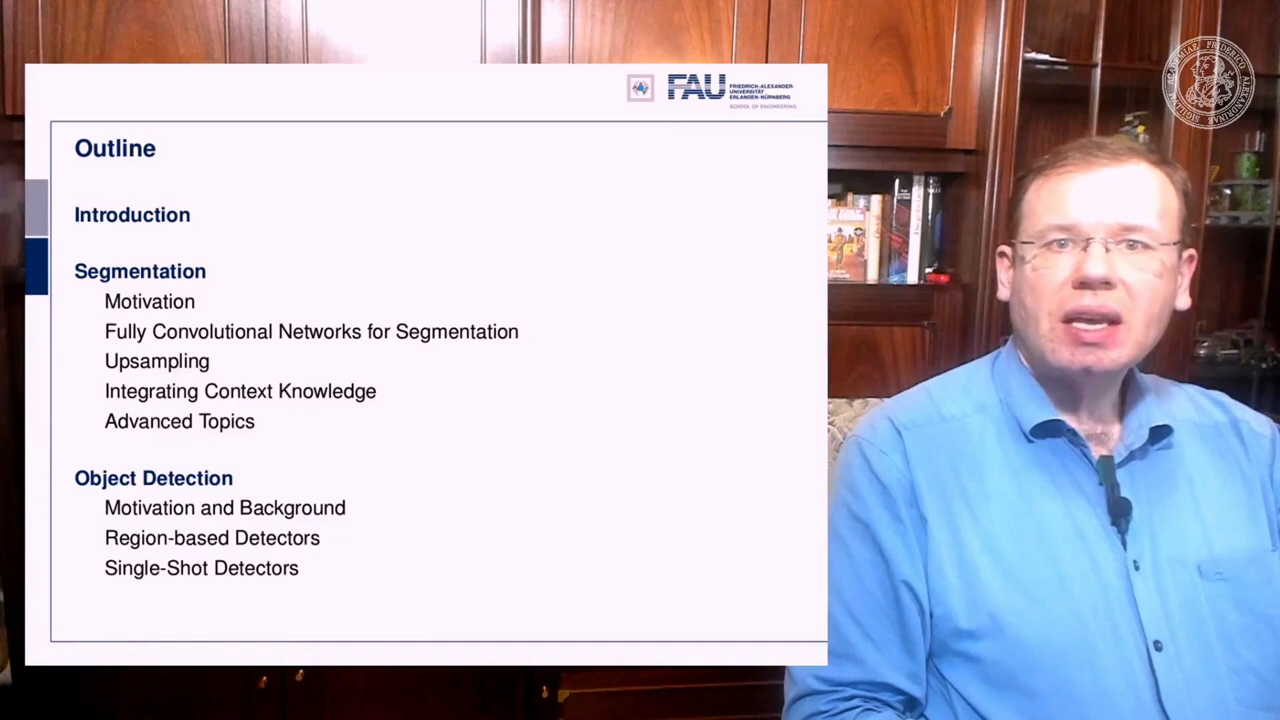 FAU
FRIEDRICH-ALEXANDER-
UNIVERSITÄT
ERLANGEN-NÜRNBERG
SCHOOL OF ENGINEERING
Outline
Introduction
Segmentation
Motivation
Fully Convolutional Networks for Segmentation
Upsampling
Integrating Context Knowledge
Advanced Topics
Object Detection
Motivation and Background
Region-based Detectors
Single-Shot Detectors